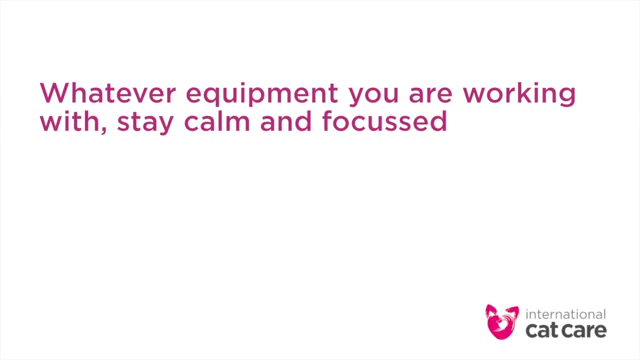 Whatever equipment you are working
with, stay calm and focussed
international
cat care